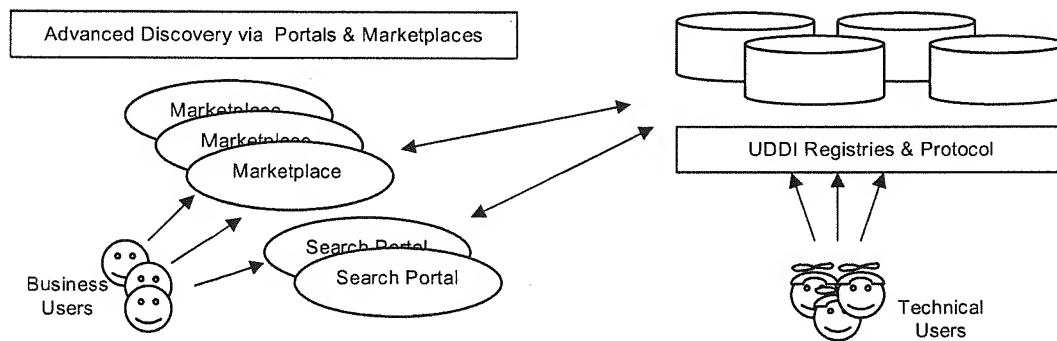 Advanced Discovery via Portals & Marketplaces
Marketplace
Marketplace
Marketplace
UDDI Registries & Protocol
Search Portal
Search Portal
Business
Users
Technical
Users